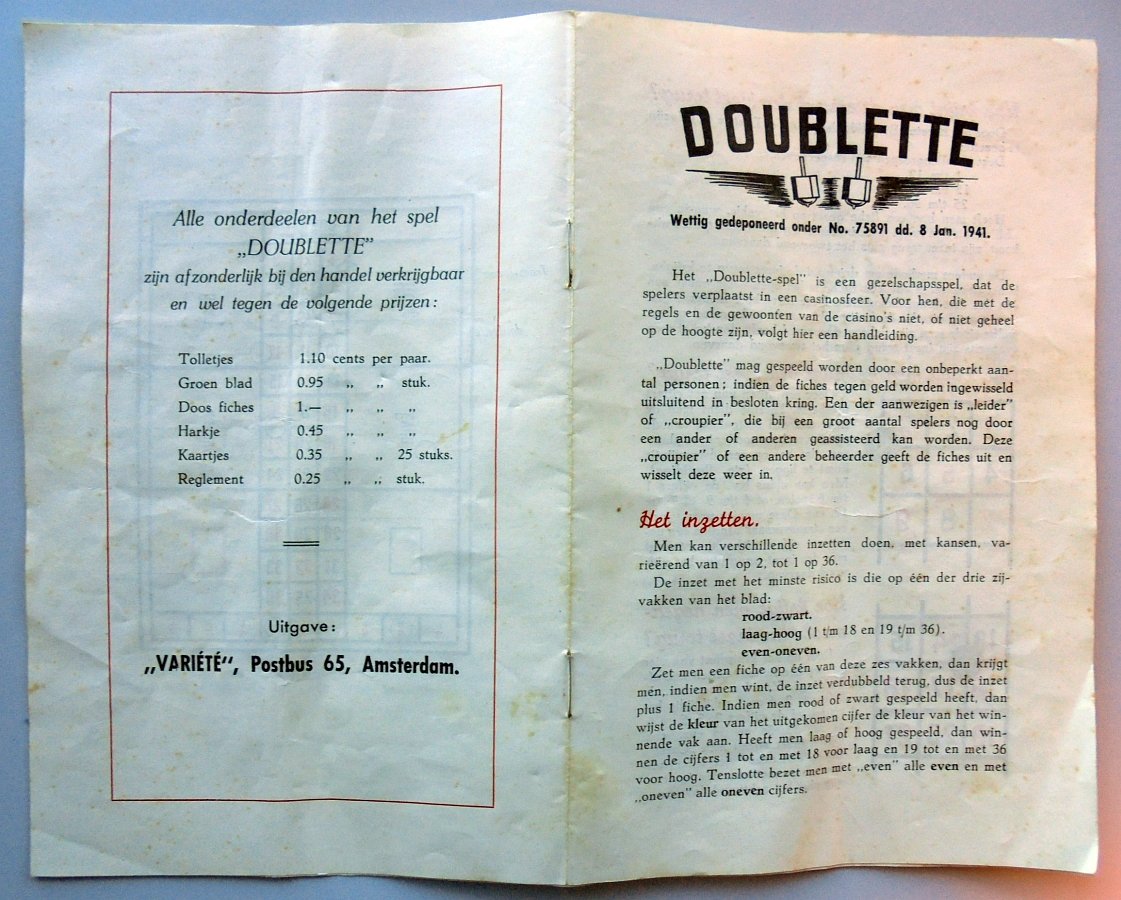 Alle onderdeelen van het spel
„DOUBLETTE”
zijn afzonderlijk bij den handel verkrijgbaar
en wel tegen de volgende prijzen:
Tolletjes 1.10 cents per paar.
Groen blad 0.95 „ „ stuk.
Doos fiches 1.— „ „ „
Harkje 0.45 „ „ „
Kaartjes 0.35 „ „ 25 stuks.
Reglement 0.25 „ „ stuk.
Uitgave:
„VARIÉTÉ”, Postbus 65, Amsterdam.
DOUBLETTE
Wettig gedeponeerd onder No. 75891 dd. 8 Jan. 1941.
Het „Doublette-spel” is een gezelschapsspel, dat de
spelers verplaatst in een casinosfeer. Voor hen, die met de
regels en de gewoonten van de casino's niet, of niet geheel
op de hoogte zijn, volgt hier een handleiding.
„Doublette” mag gespeeld worden door een onbeperkt aan-
tal personen; indien de fiches tegen geld worden ingewisseld
uitsluitend in besloten kring. Een der aanwezigen is „leider”
of „croupier”, die bij een groot aantal spelers nog door
een ander of anderen geassisteerd kan worden. Deze
„croupier” of een andere beheerder geeft de fiches uit en
wisselt deze weer in.
Het inzetten.
Men kan verschillende inzetten doen, met kansen, va-
rieërend van 1 op 2, tot 1 op 36.
De inzet met het minste risico is die op één der drie zij-
vakken van het blad:
rood-zwart.
laag-hoog (1 t/m 18 en 19 t/m 36).
even-oneven.
Zet men een fiche op één van deze zes vakken, dan krijgt
men, indien men wint, de inzet verdubbeld terug, dus de inzet
plus 1 fiche. Indien men rood of zwart gespeeld heeft, dan
wijst de kleur van het uitgekomen cijfer de kleur van het win-
nende vak aan. Heeft men laag of hoog gespeeld, dan win-
nen de cijfers 1 tot en met 18 voor laag en 19 tot en met 36
voor hoog. Tenslotte bezet men met „even” alle even en met
„oneven” alle oneven cijfers.